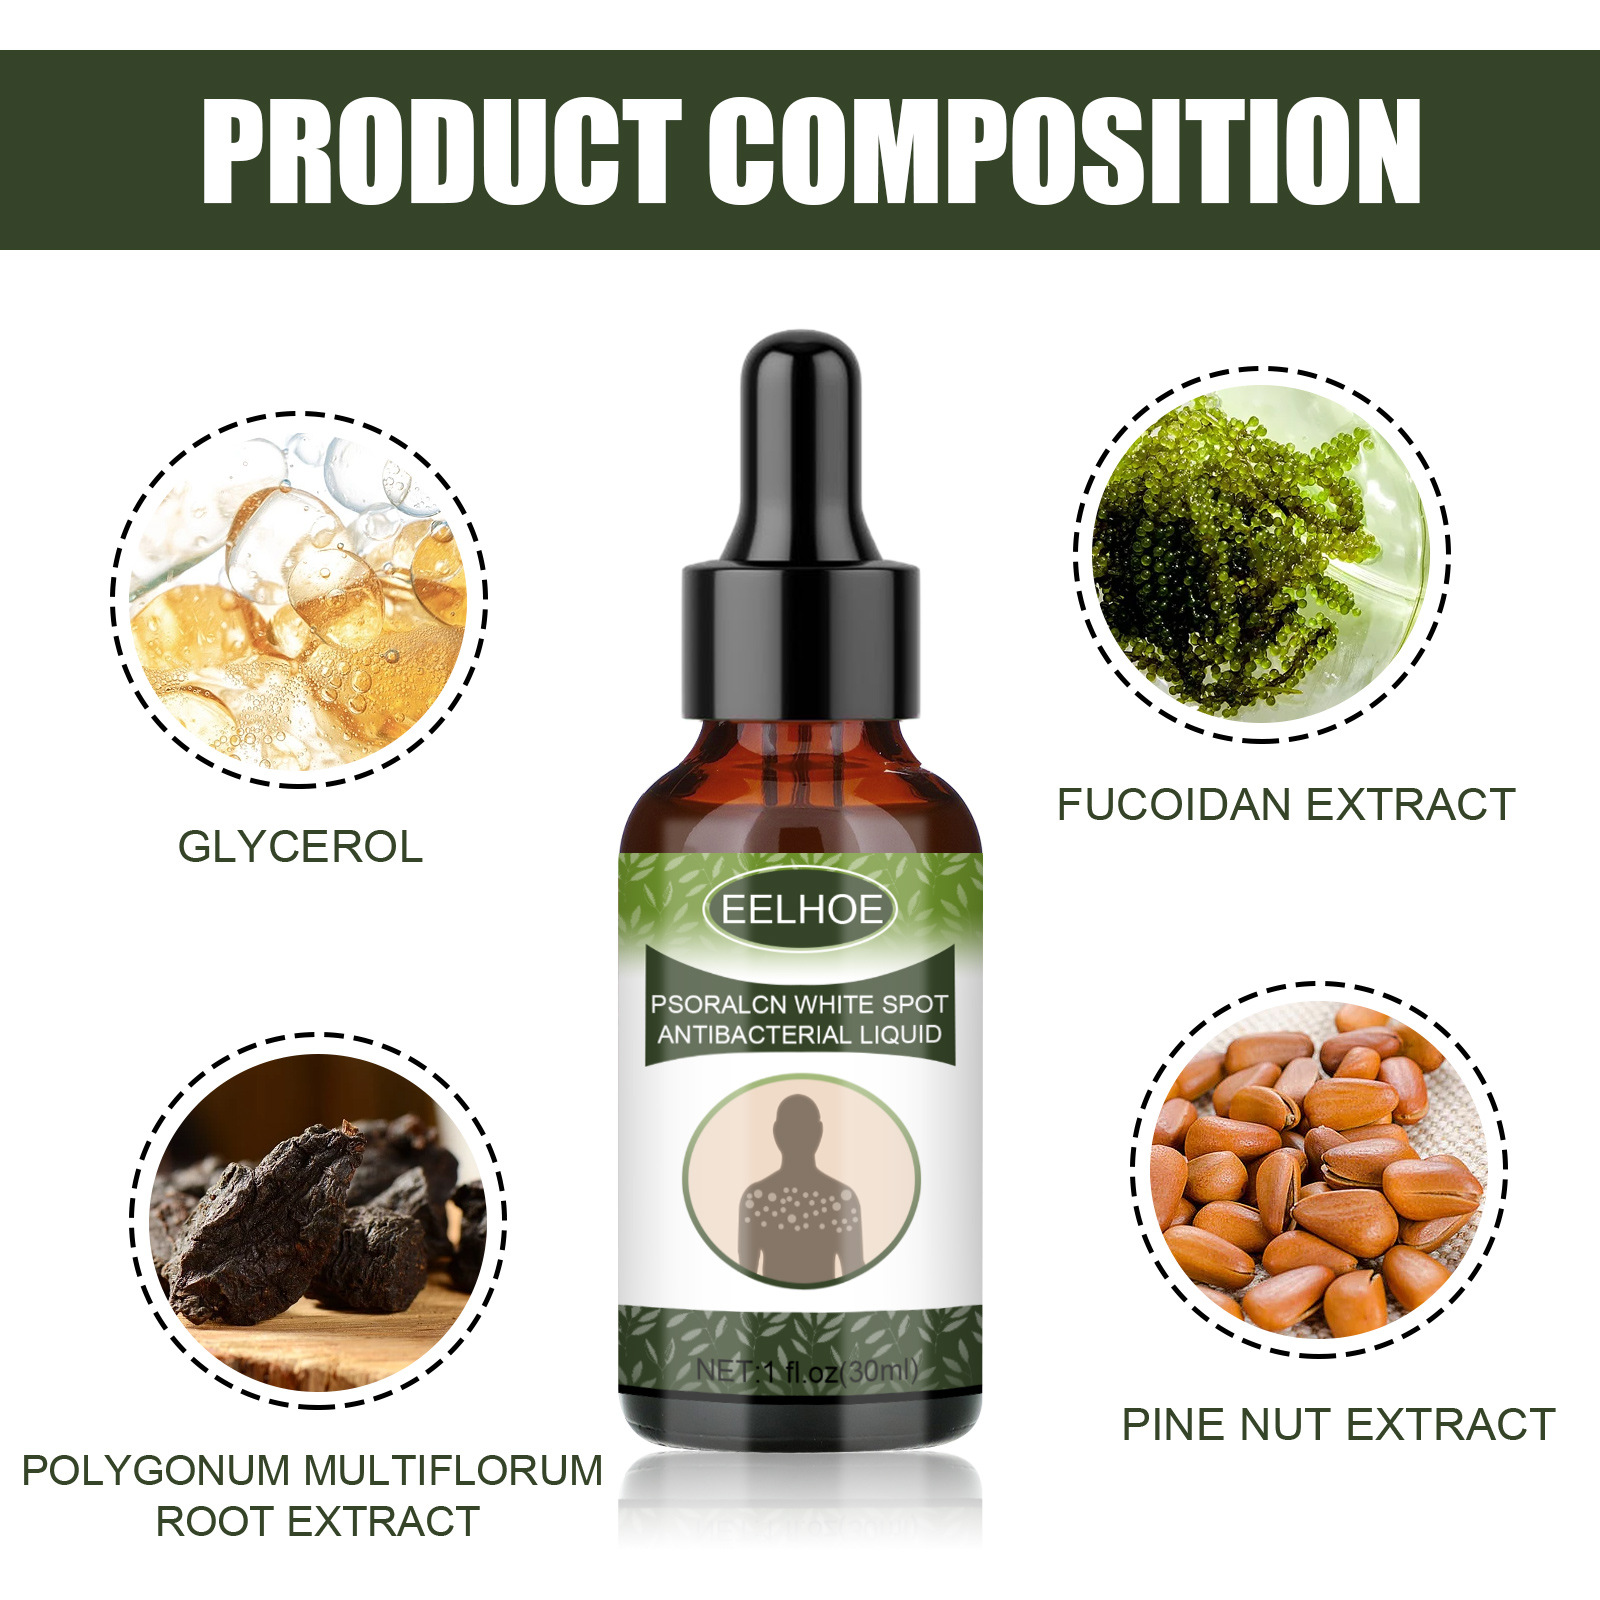 PRODUCT COMPOSITION
GLYCEROL
FUCOIDAN EXTRACT
EELHOE
PSORALCN WHITE SPOT
ANTIBACTERIAL LIQUID
NET:1 fl.oz(30ml)
POLYGONUM MULTIFLORUM
ROOT EXTRACT
PINE NUT EXTRACT